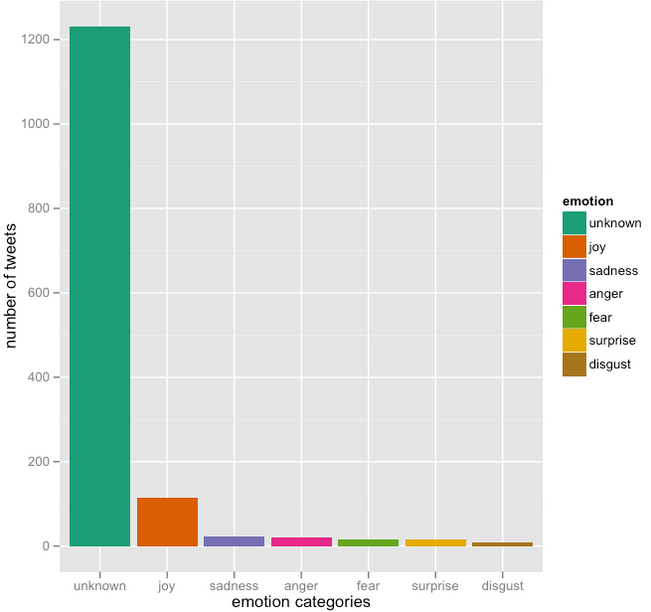 number of tweets
1200
1000
800
600
400
200
0
unknown joy sadness anger fear surprise disgust
emotion categories
emotion
unknown
joy
sadness
anger
fear
surprise
disgust